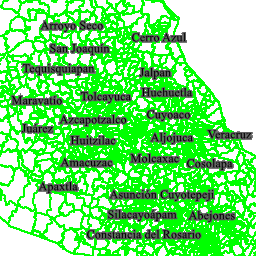 Arroyo Seco
Cerro Azul
San Joaquín
Tequisquiapan
Jalpan
Huehuetla
Tolcayuca
Maravatío
Cuyoaco
Azcapotzalco
Juárez
Veracruz
Aljojuca
Huitzilac
Molcaxac
Amacuzac
Cosolapa
Apaxtla
Asunción Cuyotepeji
Silacayoápam
Abejones
Constancia del Rosario